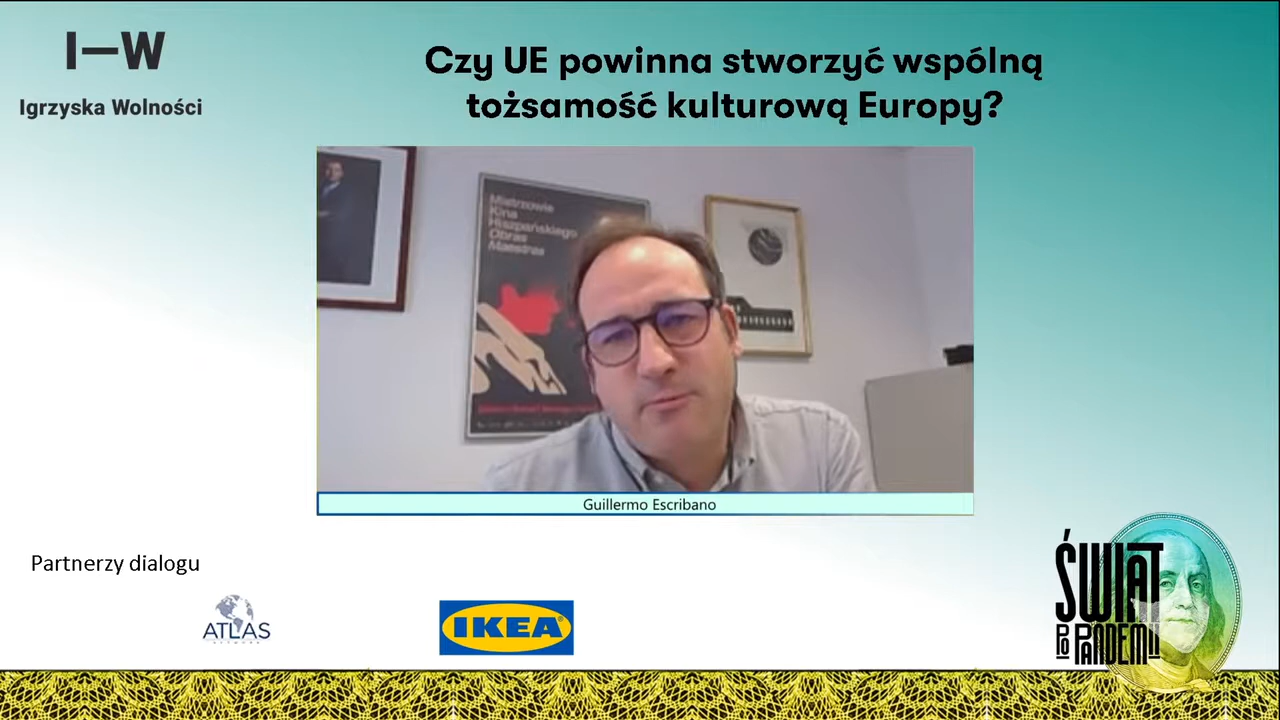 I—W
Igrzyska Wolności
Czy UE powinna stworzyć wspólną
tożsamość kulturową Europy?
Mistrzowie
Kina
Hiszpańskiego
Obras
Maestras
Guillermo Escribano
Partnerzy dialogu
ATLAS
NETWORK
IKEA
ŚWIAT
PO
PANDEMII